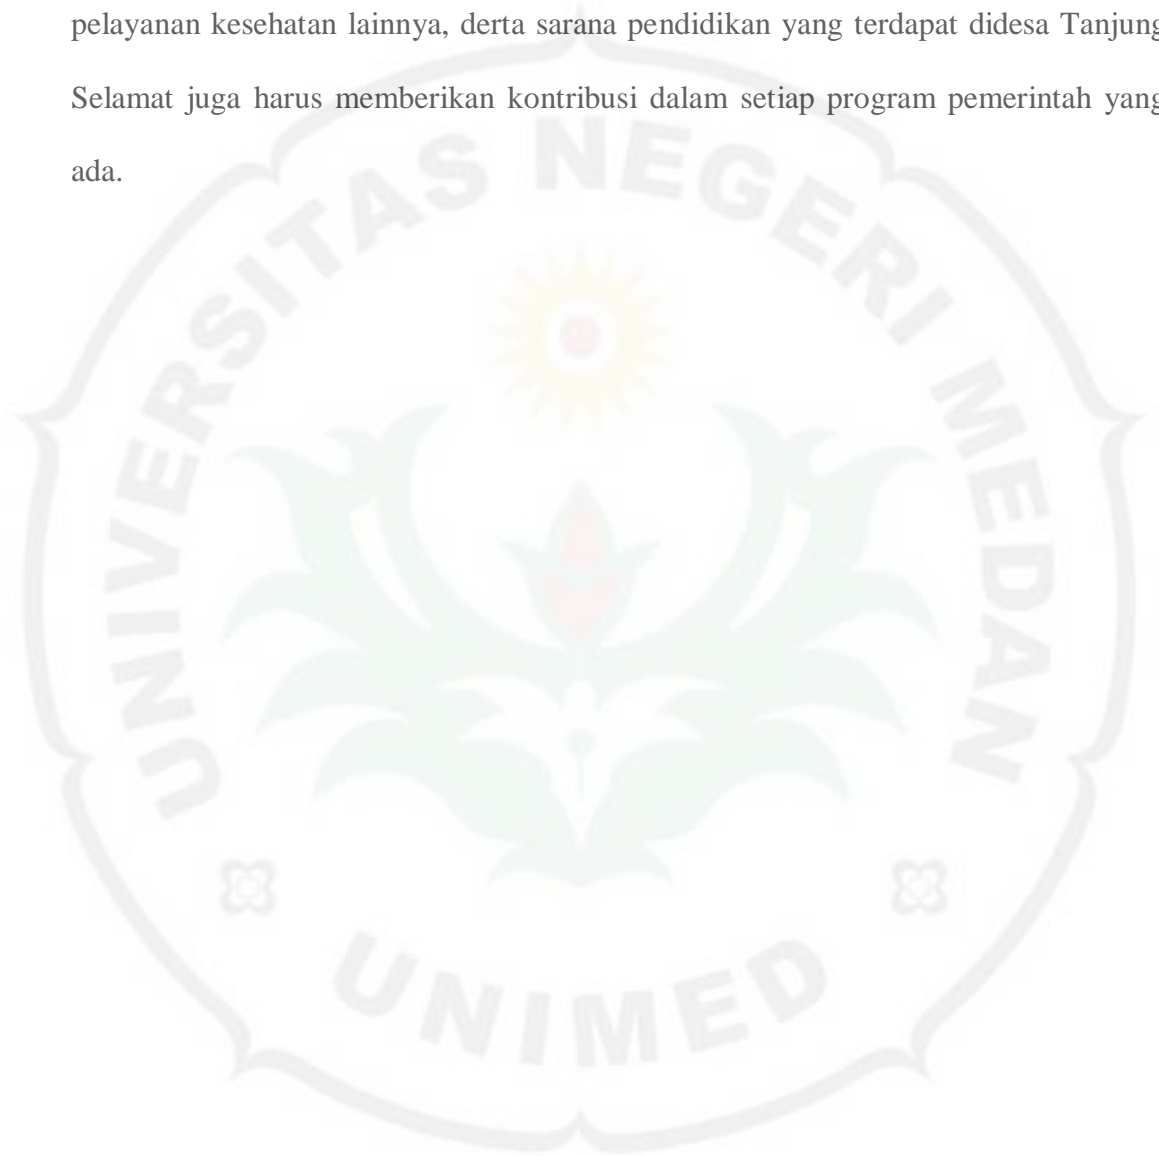 pelayanan kesehatan lainnya, derta sarana pendidikan yang terdapat didesa Tanjung
Selamat juga harus memberikan kontribusi dalam setiap program pemerintah yang
ada.
UNIVERSITAS NEGERI MEDAN
UNIMED